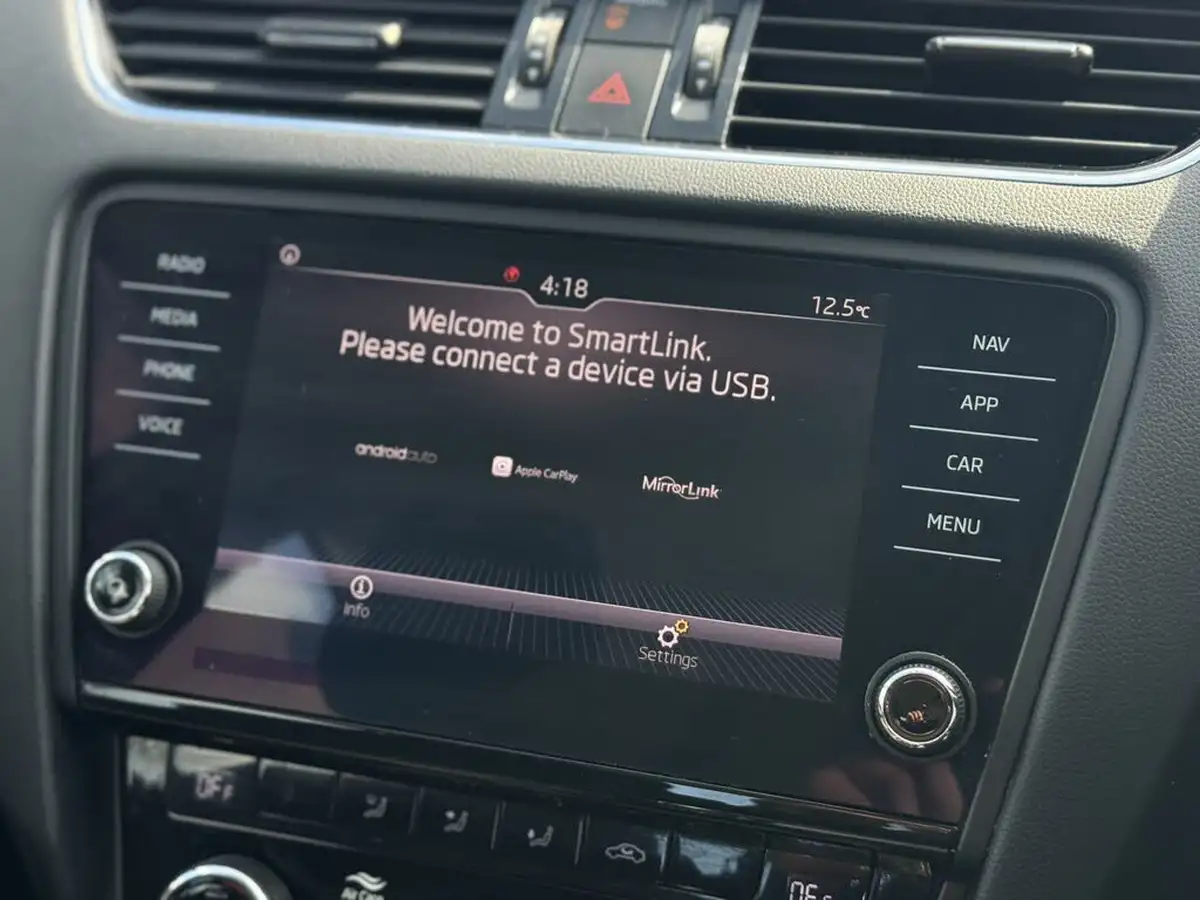 RADIO
MEDIA
PHONE
VOICE
4:18
12.5°C
Welcome to SmartLink.
Please connect a device via USB.
androidauto
Apple CarPlay
MirrorLink
Info
Settings
NAV
APP
CAR
MENU
OFF